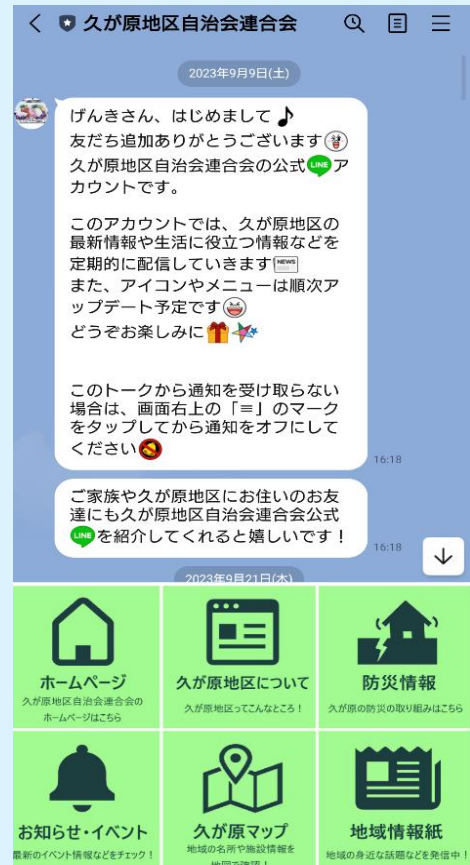 久が原地区自治会連合会
2023年9月9日(土)
げんきさん、はじめまして
友だち追加ありがとうございます
久が原地区自治会連合会の公式LINEア
カウントです。
このアカウントでは、久が原地区の
最新情報や生活に役立つ情報などを
定期的に配信していきますNEWS
また、アイコンやメニューは順次ア
ップデート予定です
どうぞお楽しみに
このトークから通知を受け取らない
場合は、画面右上の「≡」のマーク
をタップしてから通知をオフにして
ください
16:18
ご家族や久が原地区にお住いのお友
達にも久が原地区自治会連合会公式
LINEを紹介してくれると嬉しいです！
16:18
2023年9月21日(木)
ホームページ
久が原地区自治会連合会の
ホームページはこちら
久が原地区について
久が原地区ってこんなところ！
防災情報
久が原の防災の取り組みはこちら
お知らせ・イベント
最新のイベント情報などをチェック！
久が原マップ
地域の名所や施設情報を
地図で確認！
地域情報紙
地域の身近な話題などを発信中！